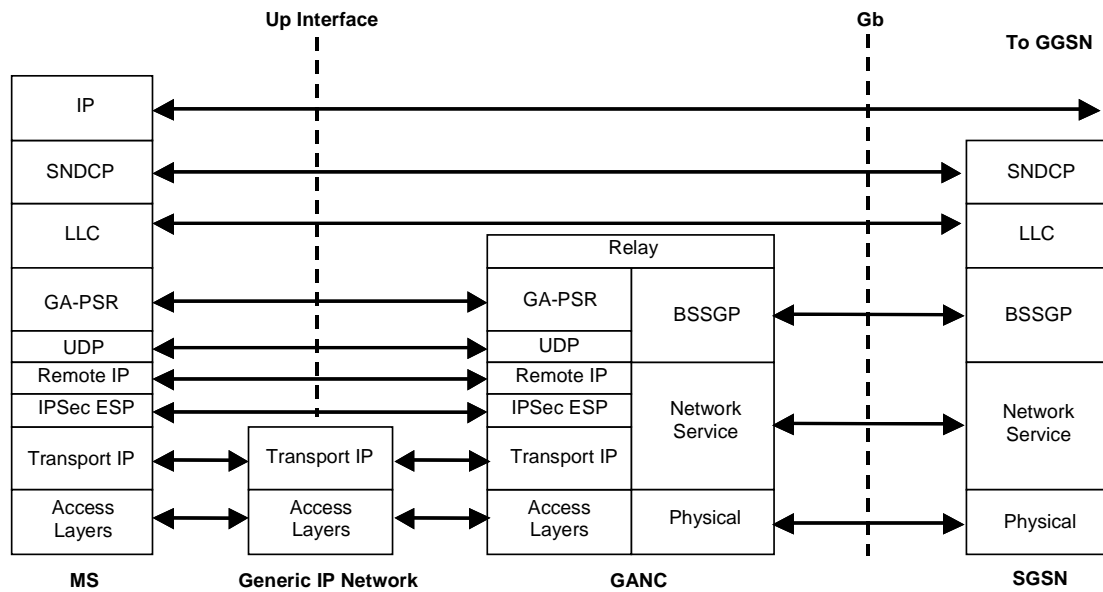 Up Interface
Gb
To GGSN
IP
SNDCP
SNDCP
LLC
LLC
Relay
GA-PSR
GA-PSR
BSSGP
BSSGP
UDP
UDP
Remote IP
Remote IP
IPSec ESP
IPSec ESP
Network
Service
Network
Service
Transport IP
Transport IP
Transport IP
Access
Layers
Access
Layers
Access
Layers
Physical
Physical
MS
Generic IP Network
GANC
SGSN